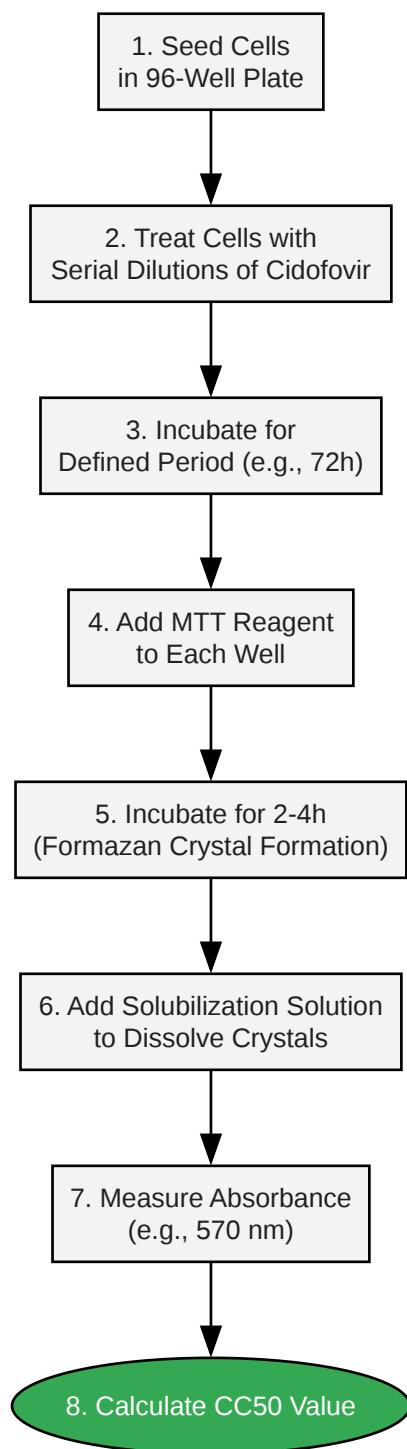 1. Seed Cells
in 96-Well Plate
2. Treat Cells with
Serial Dilutions of Cidofovir
3. Incubate for
Defined Period (e.g., 72h)
4. Add MTT Reagent
to Each Well
5. Incubate for 2-4h
(Formazan Crystal Formation)
6. Add Solubilization Solution
to Dissolve Crystals
7. Measure Absorbance
(e.g., 570 nm)
8. Calculate CC50 Value